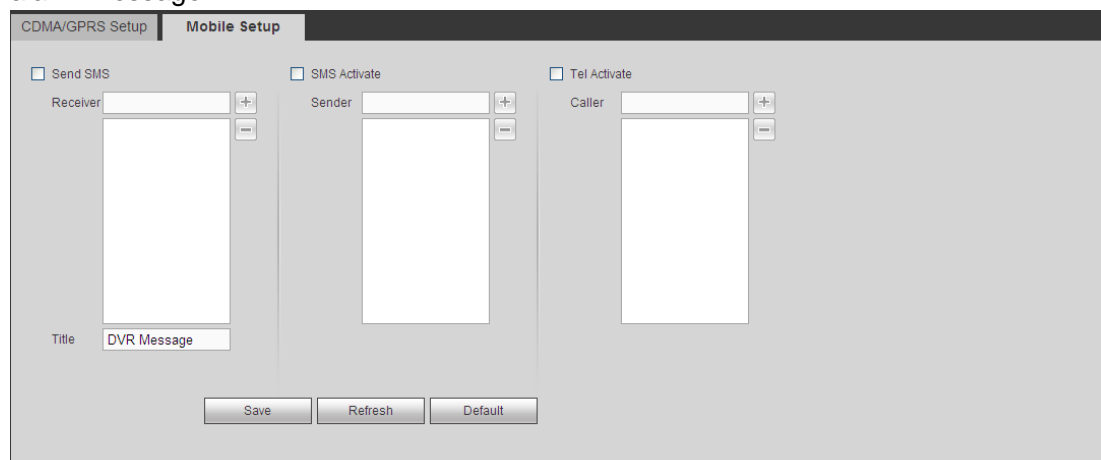 CDMA/GPRS Setup Mobile Setup
Send SMS SMS Activate Tel Activate
Receiver Sender Caller
Title DVR Message
Save Refresh Default